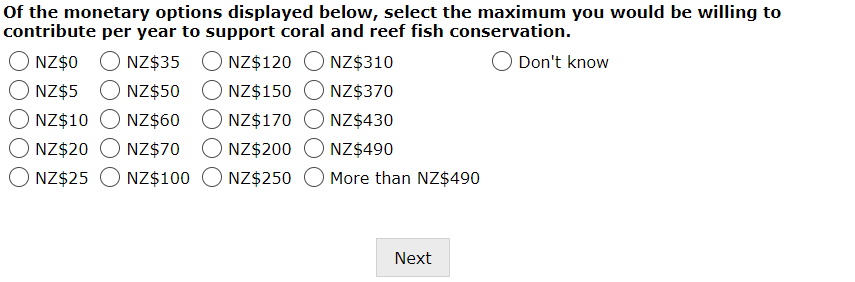 Of the monetary options displayed below, select the maximum you would be willing to
contribute per year to support coral and reef fish conservation.
NZ$0 NZ$35 NZ$120 NZ$310 Don't know
NZ$5 NZ$50 NZ$150 NZ$370
NZ$10 NZ$60 NZ$170 NZ$430
NZ$20 NZ$70 NZ$200 NZ$490
NZ$25 NZ$100 NZ$250 More than NZ$490
Next